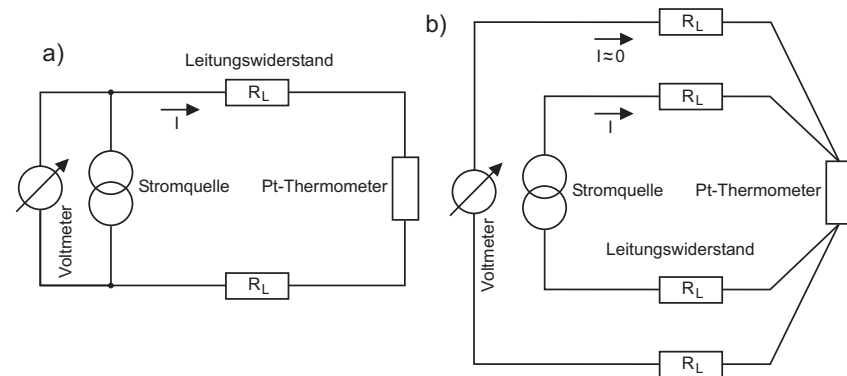 a)
Leitungswiderstand
R_L
I
Stromquelle
Pt-Thermometer
Voltmeter
R_L
b)
R_L
I≈0
R_L
I
Stromquelle
Pt-Thermometer
Voltmeter
Leitungswiderstand
R_L
R_L